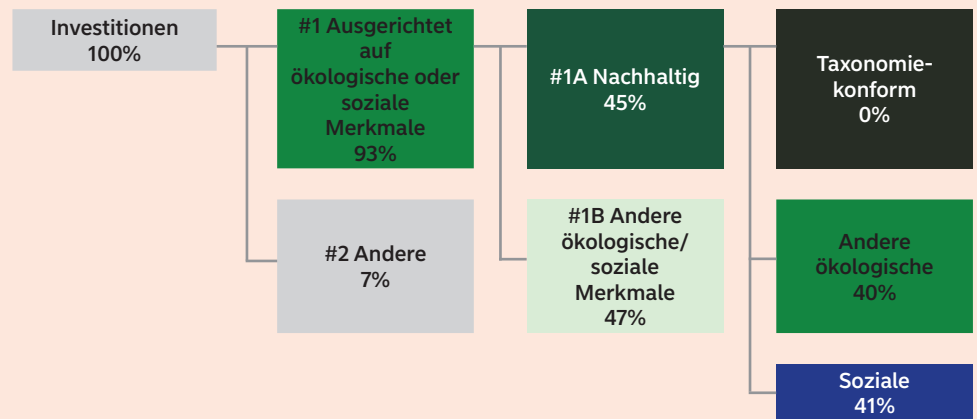 Investitionen
100%
#1 Ausgerichtet
auf
ökologische oder
soziale
Merkmale
93%
#1A Nachhaltig
45%
Taxonomie-
konform
0%
#2 Andere
7%
#1B Andere
ökologische/
soziale
Merkmale
47%
Andere
ökologische
40%
Soziale
41%